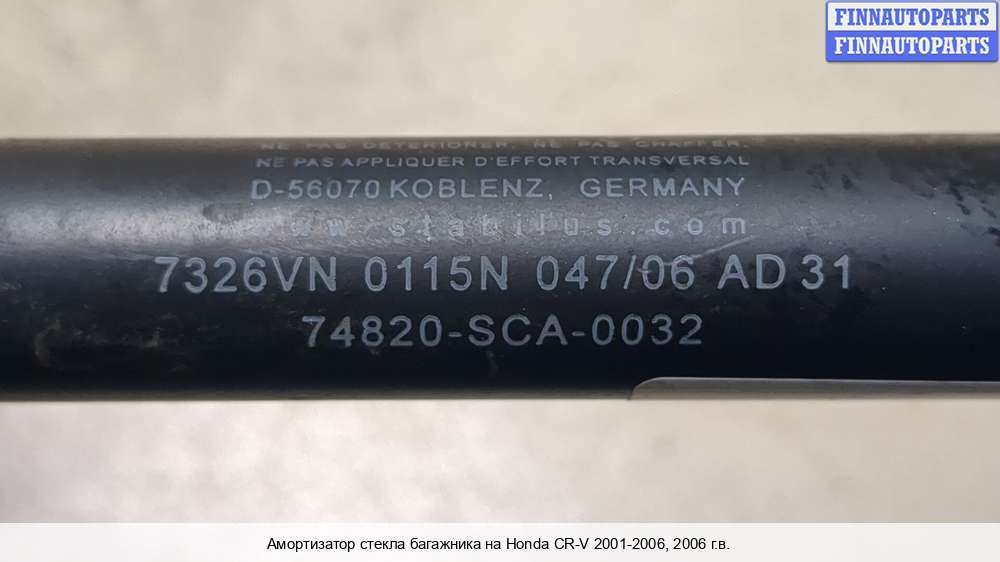 FINNAUTOPARTS
FINNAUTOPARTS
NE PAS DETERIORER, NE PAS CHAUFFER.
NE PAS APPLIQUER D'EFFORT TRANSVERSAL
D-56070 KOBLENZ, GERMANY
www.stabilus.com
7326VN 0115N 047/06 AD 31
74820-SCA-0032
Амортизатор стекла багажника на Honda CR-V 2001-2006, 2006 г.в.